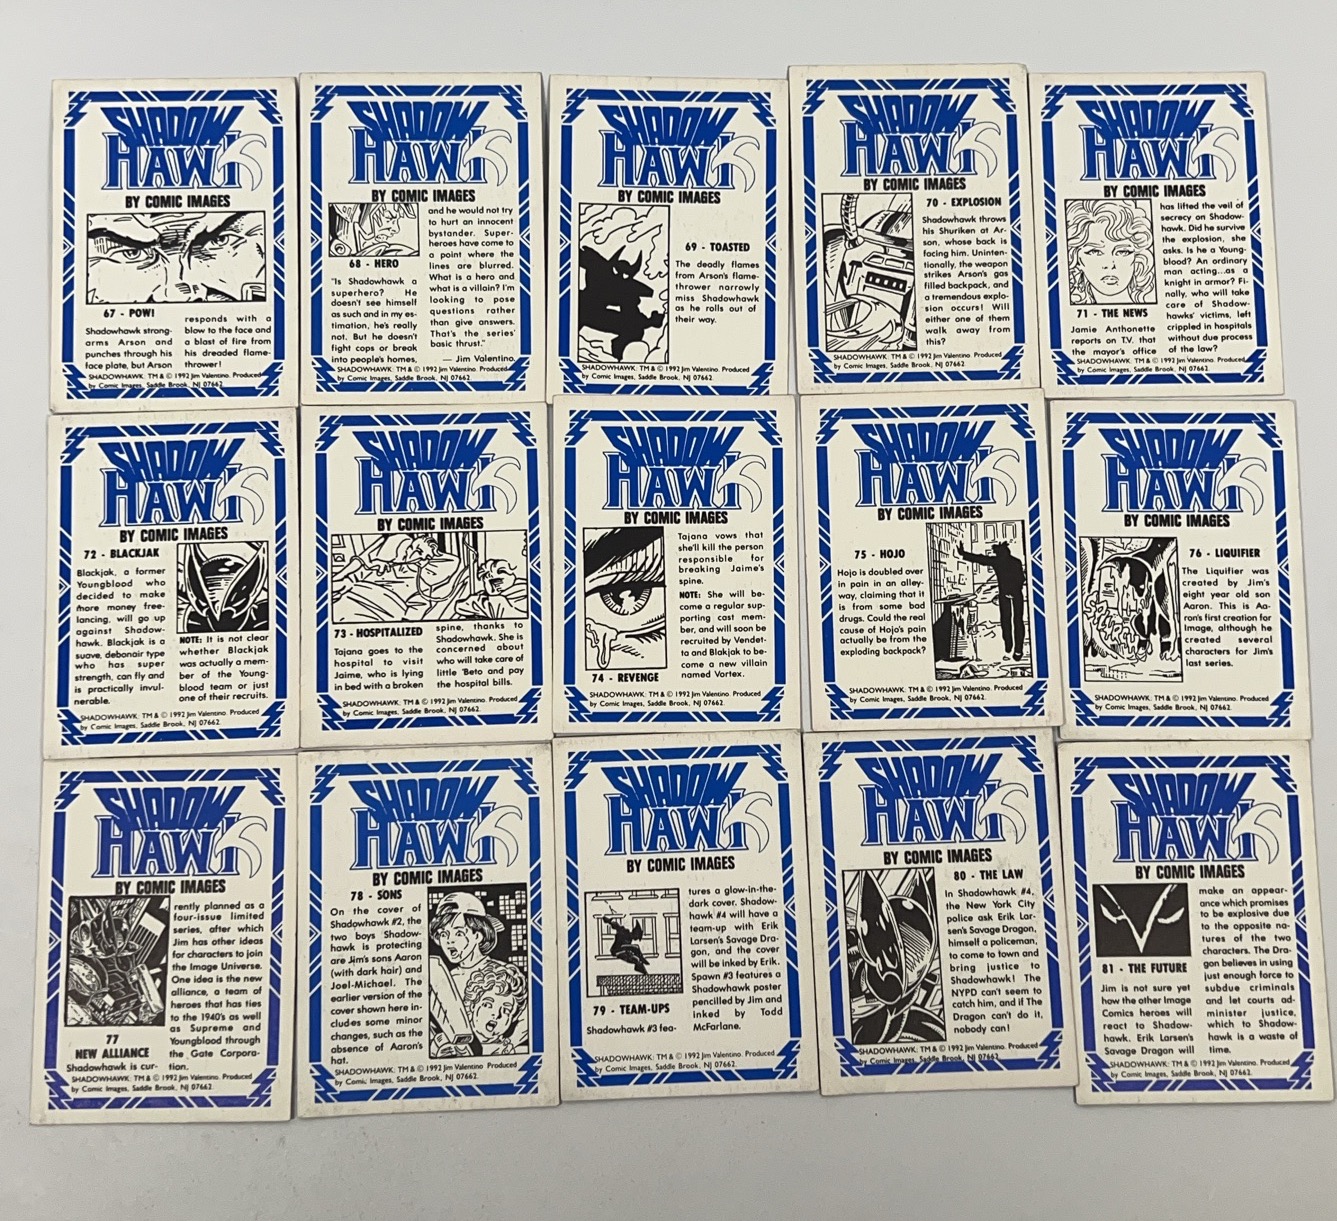 SHADOW
HAWK
BY COMIC IMAGES
67 - POW!
Shadowhawk strong-
arms Arson and
punches through his
face plate, but Arson
responds with a
blow to the face and
a blast of fire from
his dreaded flame-
thrower!
SHADOWHAWK: TM & © 1992 Jim Valentino. Produced
by Comic Images, Saddle Brook, NJ 07662.
SHADOW
HAWK
BY COMIC IMAGES
68 - HERO
"Is Shadowhawk a
superhero? He
doesn't see himself
as such and in my es-
timation, he's really
not. But he doesn't
fight cops or break
into people's homes,
and he would not try
to hurt an innocent
bystander. Super-
heroes have come to
a point where the
lines are blurred.
What is a hero and
what is a villain? I'm
looking to pose
questions rather
than give answers.
That's the series'
basic thrust."
— Jim Valentino.
SHADOWHAWK: TM & © 1992 Jim Valentino. Produced
by Comic Images, Saddle Brook, NJ 07662.
SHADOW
HAWK
BY COMIC IMAGES
69 - TOASTED
The deadly flames
from Arson's flame-
thrower narrowly
miss Shadowhawk
as he rolls out of
their way.
SHADOWHAWK: TM & © 1992 Jim Valentino. Produced
by Comic Images, Saddle Brook, NJ 07662.
SHADOW
HAWK
BY COMIC IMAGES
70 - EXPLOSION
Shadowhawk throws
his Shuriken at Ar-
son, whose back is
facing him. Uninten-
tionally, the weapon
strikes Arson's gas
filled backpack, and
a tremendous explo-
sion occurs! Will
either one of them
walk away from
this?
SHADOWHAWK: TM & © 1992 Jim Valentino. Produced
by Comic Images, Saddle Brook, NJ 07662.
SHADOW
HAWK
BY COMIC IMAGES
71 - THE NEWS
Jamie Anthonette
reports on T.V. that
the mayor's office
has lifted the veil of
secrecy on Shadow-
hawk. Did he survive
the explosion, she
asks. Is he a Young-
blood? An ordinary
man acting...as a
knight in armor? Fi-
nally, who will take
care of Shadow-
hawks' victims, left
crippled in hospitals
without due process
of the law?
SHADOWHAWK: TM & © 1992 Jim Valentino. Produced
by Comic Images, Saddle Brook, NJ 07662.
SHADOW
HAWK
BY COMIC IMAGES
72 - BLACKJAK
Blackjak, a former
Youngblood who
decided to make
more money free-
lancing, will go up
against Shadow-
hawk. Blackjak is a
suave, debonair type
who has super
strength, can fly and
is practically invul-
nerable.
NOTE: It is not clear
whether Blackjak
was actually a mem-
ber of the Young-
blood team or just
one of their recruits.
SHADOWHAWK: TM & © 1992 Jim Valentino. Produced
by Comic Images, Saddle Brook, NJ 07662.
SHADOW
HAWK
BY COMIC IMAGES
73 - HOSPITALIZED
Tajana goes to the
hospital to visit
Jaime, who is lying
in bed with a broken
spine, thanks to
Shadowhawk. She is
concerned about
who will take care of
little 'Beto and pay
the hospital bills.
SHADOWHAWK: TM & © 1992 Jim Valentino. Produced
by Comic Images, Saddle Brook, NJ 07662.
SHADOW
HAWK
BY COMIC IMAGES
74 - REVENGE
Tajana vows that
she'll kill the person
responsible for
breaking Jaime's
spine.
NOTE: She will be-
come a regular sup-
porting cast mem-
ber, and will soon be
recruited by Vendet-
ta and Blakjak to be-
come a new villain
named Vortex.
SHADOWHAWK: TM & © 1992 Jim Valentino. Produced
by Comic Images, Saddle Brook, NJ 07662.
SHADOW
HAWK
BY COMIC IMAGES
75 - HOJO
Hojo is doubled over
in pain in an alley-
way, claiming that it
is from some bad
drugs. Could the real
cause of Hojo's pain
actually be from the
exploding backpack?
SHADOWHAWK: TM & © 1992 Jim Valentino. Produced
by Comic Images, Saddle Brook, NJ 07662.
SHADOW
HAWK
BY COMIC IMAGES
76 - LIQUIFIER
The Liquifier was
created by Jim's
eight year old son
Aaron. This is Aa-
ron's first creation for
Image, although he
created several
characters for Jim's
last series.
SHADOWHAWK: TM & © 1992 Jim Valentino. Produced
by Comic Images, Saddle Brook, NJ 07662.
SHADOW
HAWK
BY COMIC IMAGES
77
NEW ALLIANCE
Shadowhawk is cur-
rently planned as a
four-issue limited
series, after which
Jim has other ideas
for characters to join
the Image Universe.
One idea is the new
alliance, a team of
heroes that has ties
to the 1940's as well
as Supreme and
Youngblood through
the Gate Corpora-
tion.
SHADOWHAWK: TM & © 1992 Jim Valentino. Produced
by Comic Images, Saddle Brook, NJ 07662.
SHADOW
HAWK
BY COMIC IMAGES
78 - SONS
On the cover of
Shadowhawk #2, the
two boys Shadow-
hawk is protecting
are Jim's sons Aaron
(with dark hair) and
Joel-Michael. The
earlier version of the
cover shown here in-
cludes some minor
changes, such as the
absence of Aaron's
hat.
SHADOWHAWK: TM & © 1992 Jim Valentino. Produced
by Comic Images, Saddle Brook, NJ 07662.
SHADOW
HAWK
BY COMIC IMAGES
79 - TEAM-UPS
Shadowhawk #3 fea-
tures a glow-in-the-
dark cover. Shadow-
hawk #4 will have a
team-up with Erik
Larsen's Savage Dra-
gon, and the cover
will be inked by Erik.
Spawn #3 features a
Shadowhawk poster
pencilled by Jim and
inked by Todd
McFarlane.
SHADOWHAWK: TM & © 1992 Jim Valentino. Produced
by Comic Images, Saddle Brook, NJ 07662.
SHADOW
HAWK
BY COMIC IMAGES
80 - THE LAW
In Shadowhawk #4,
the New York City
police ask Erik Lar-
sen's Savage Dragon,
himself a policeman,
to come to town and
bring justice to
Shadowhawk! The
NYPD can't seem to
catch him, and if The
Dragon can't do it,
nobody can!
SHADOWHAWK: TM & © 1992 Jim Valentino. Produced
by Comic Images, Saddle Brook, NJ 07662.
SHADOW
HAWK
BY COMIC IMAGES
81 - THE FUTURE
Jim is not sure yet
how the other Image
Comics heroes will
react to Shadow-
hawk. Erik Larsen's
Savage Dragon will
make an appear-
ance which promises
to be explosive due
to the opposite na-
tures of the two
characters. The Dra-
gon believes in using
just enough force to
subdue criminals
and let courts ad-
minister justice,
which to Shadow-
hawk is a waste of
time.
SHADOWHAWK: TM & © 1992 Jim Valentino. Produced
by Comic Images, Saddle Brook, NJ 07662.